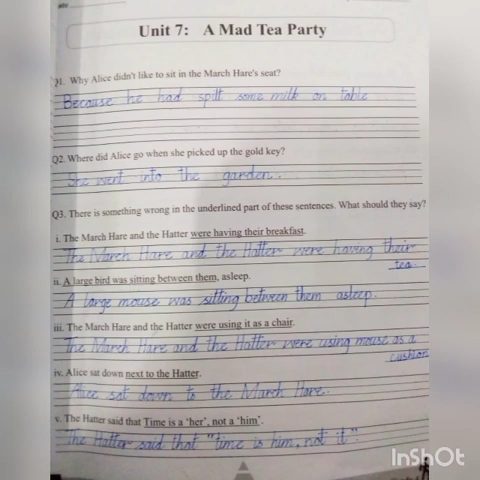 Unit 7: A Mad Tea Party
Q1. Why Alice didn't like to sit in the March Hare's seat?
Because he had spilt some milk on table
Q2. Where did Alice go when she picked up the gold key?
She went into the garden.
Q3. There is something wrong in the underlined part of these sentences. What should they say?
i. The March Hare and the Hatter were having their breakfast.
The March Hare and the Hatter were having their
tea.
ii. A large bird was sitting between them, asleep.
A large mouse was sitting between them asleep.
iii. The March Hare and the Hatter were using it as a chair.
The March Hare and the Hatter were using mouse as a
cushion
iv. Alice sat down next to the Hatter.
Alice sat down to the March Hare.
v. The Hatter said that Time is a 'her', not a 'him'.
The Hatter said that "time is him, not it".
InShOt